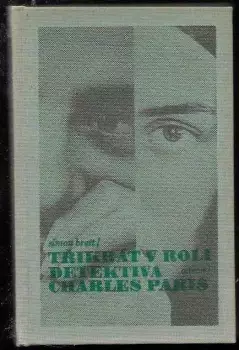 simon brett/
TŘIKRÁT V ROLI
DETEKTIVA
CHARLES PARIS